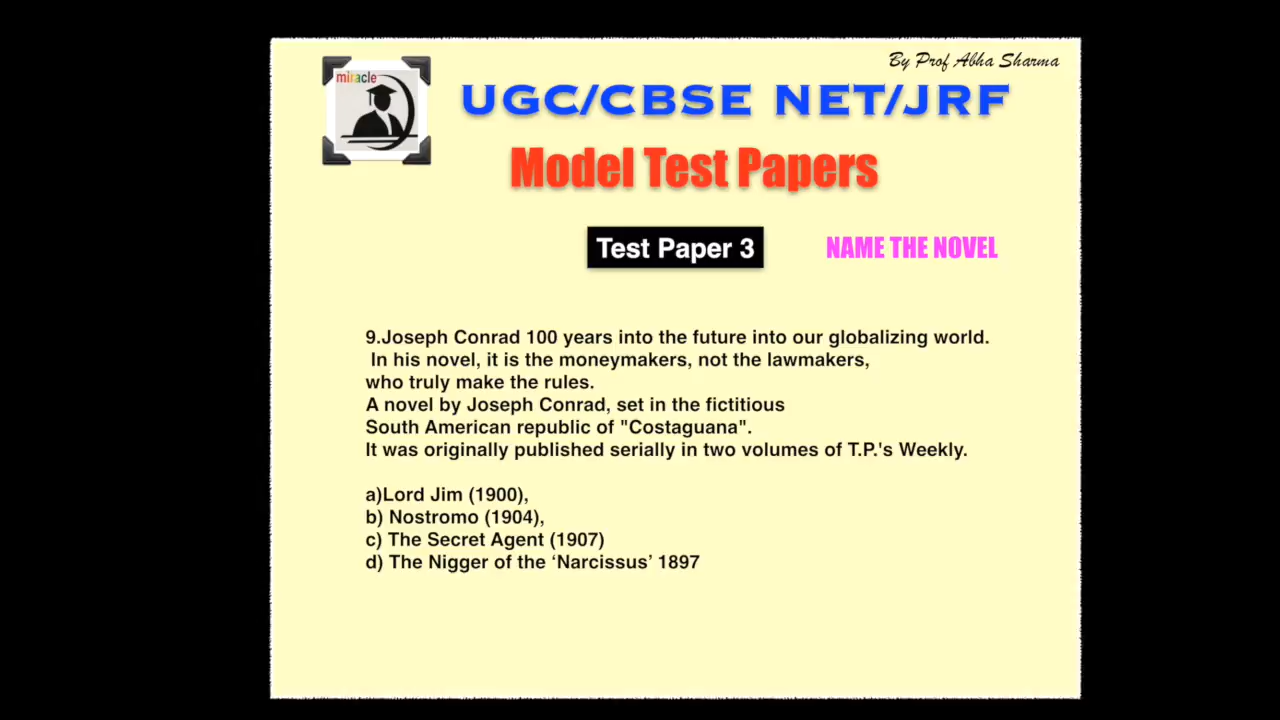 By Prof Abha Sharma
miracle
UGC/CBSE NET/JRF
Model Test Papers
Test Paper 3
NAME THE NOVEL
9.Joseph Conrad 100 years into the future into our globalizing world.
In his novel, it is the moneymakers, not the lawmakers,
who truly make the rules.
A novel by Joseph Conrad, set in the fictitious
South American republic of "Costaguana".
It was originally published serially in two volumes of T.P.'s Weekly.
a)Lord Jim (1900),
b) Nostromo (1904),
c) The Secret Agent (1907)
d) The Nigger of the ‘Narcissus’ 1897